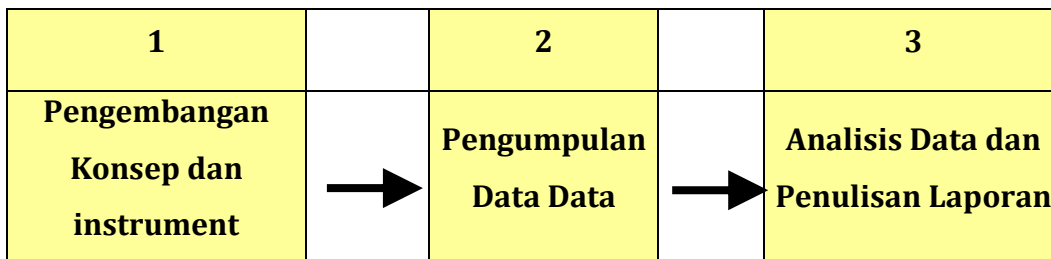 1
2
3
Pengembangan
Konsep dan
instrument
Pengumpulan
Data Data
Analisis Data dan
Penulisan Laporan